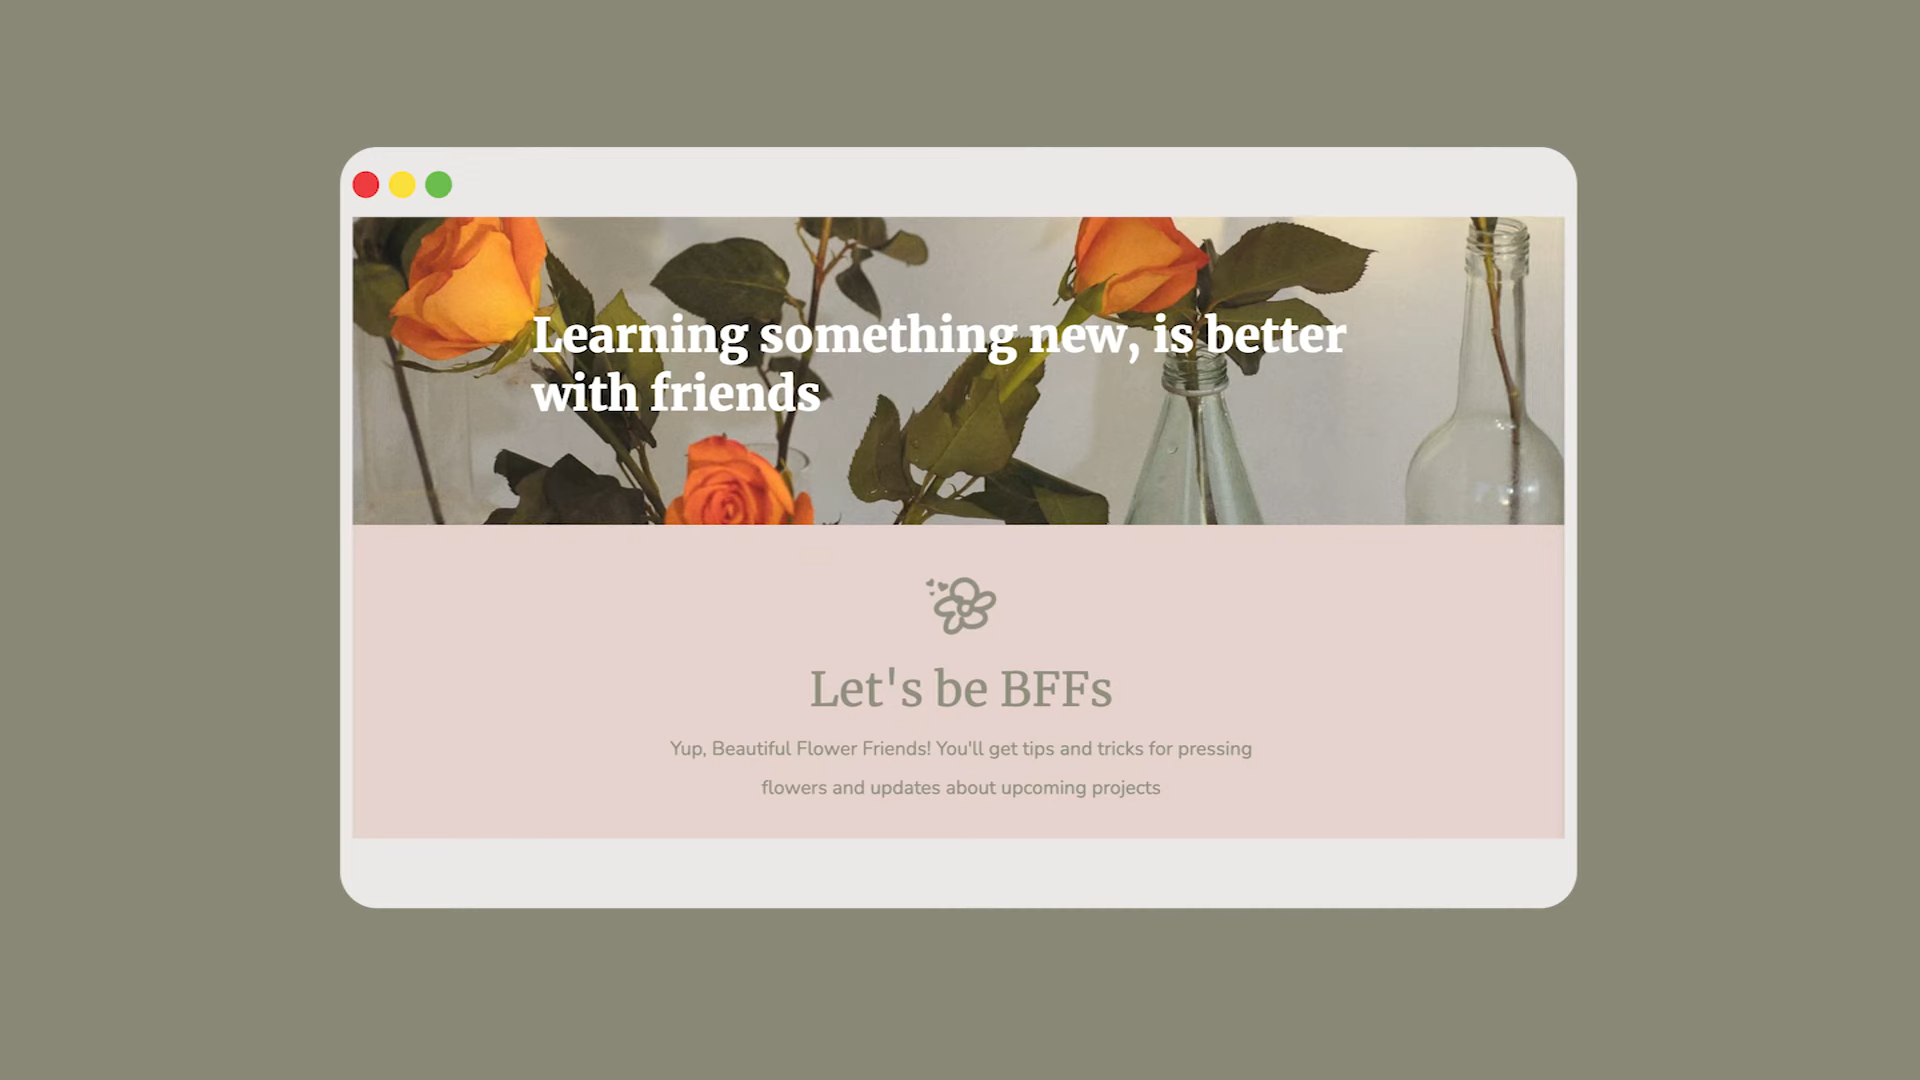 Learning something new, is better
with friends
Let's be BFFs
Yup, Beautiful Flower Friends! You'll get tips and tricks for pressing
flowers and updates about upcoming projects